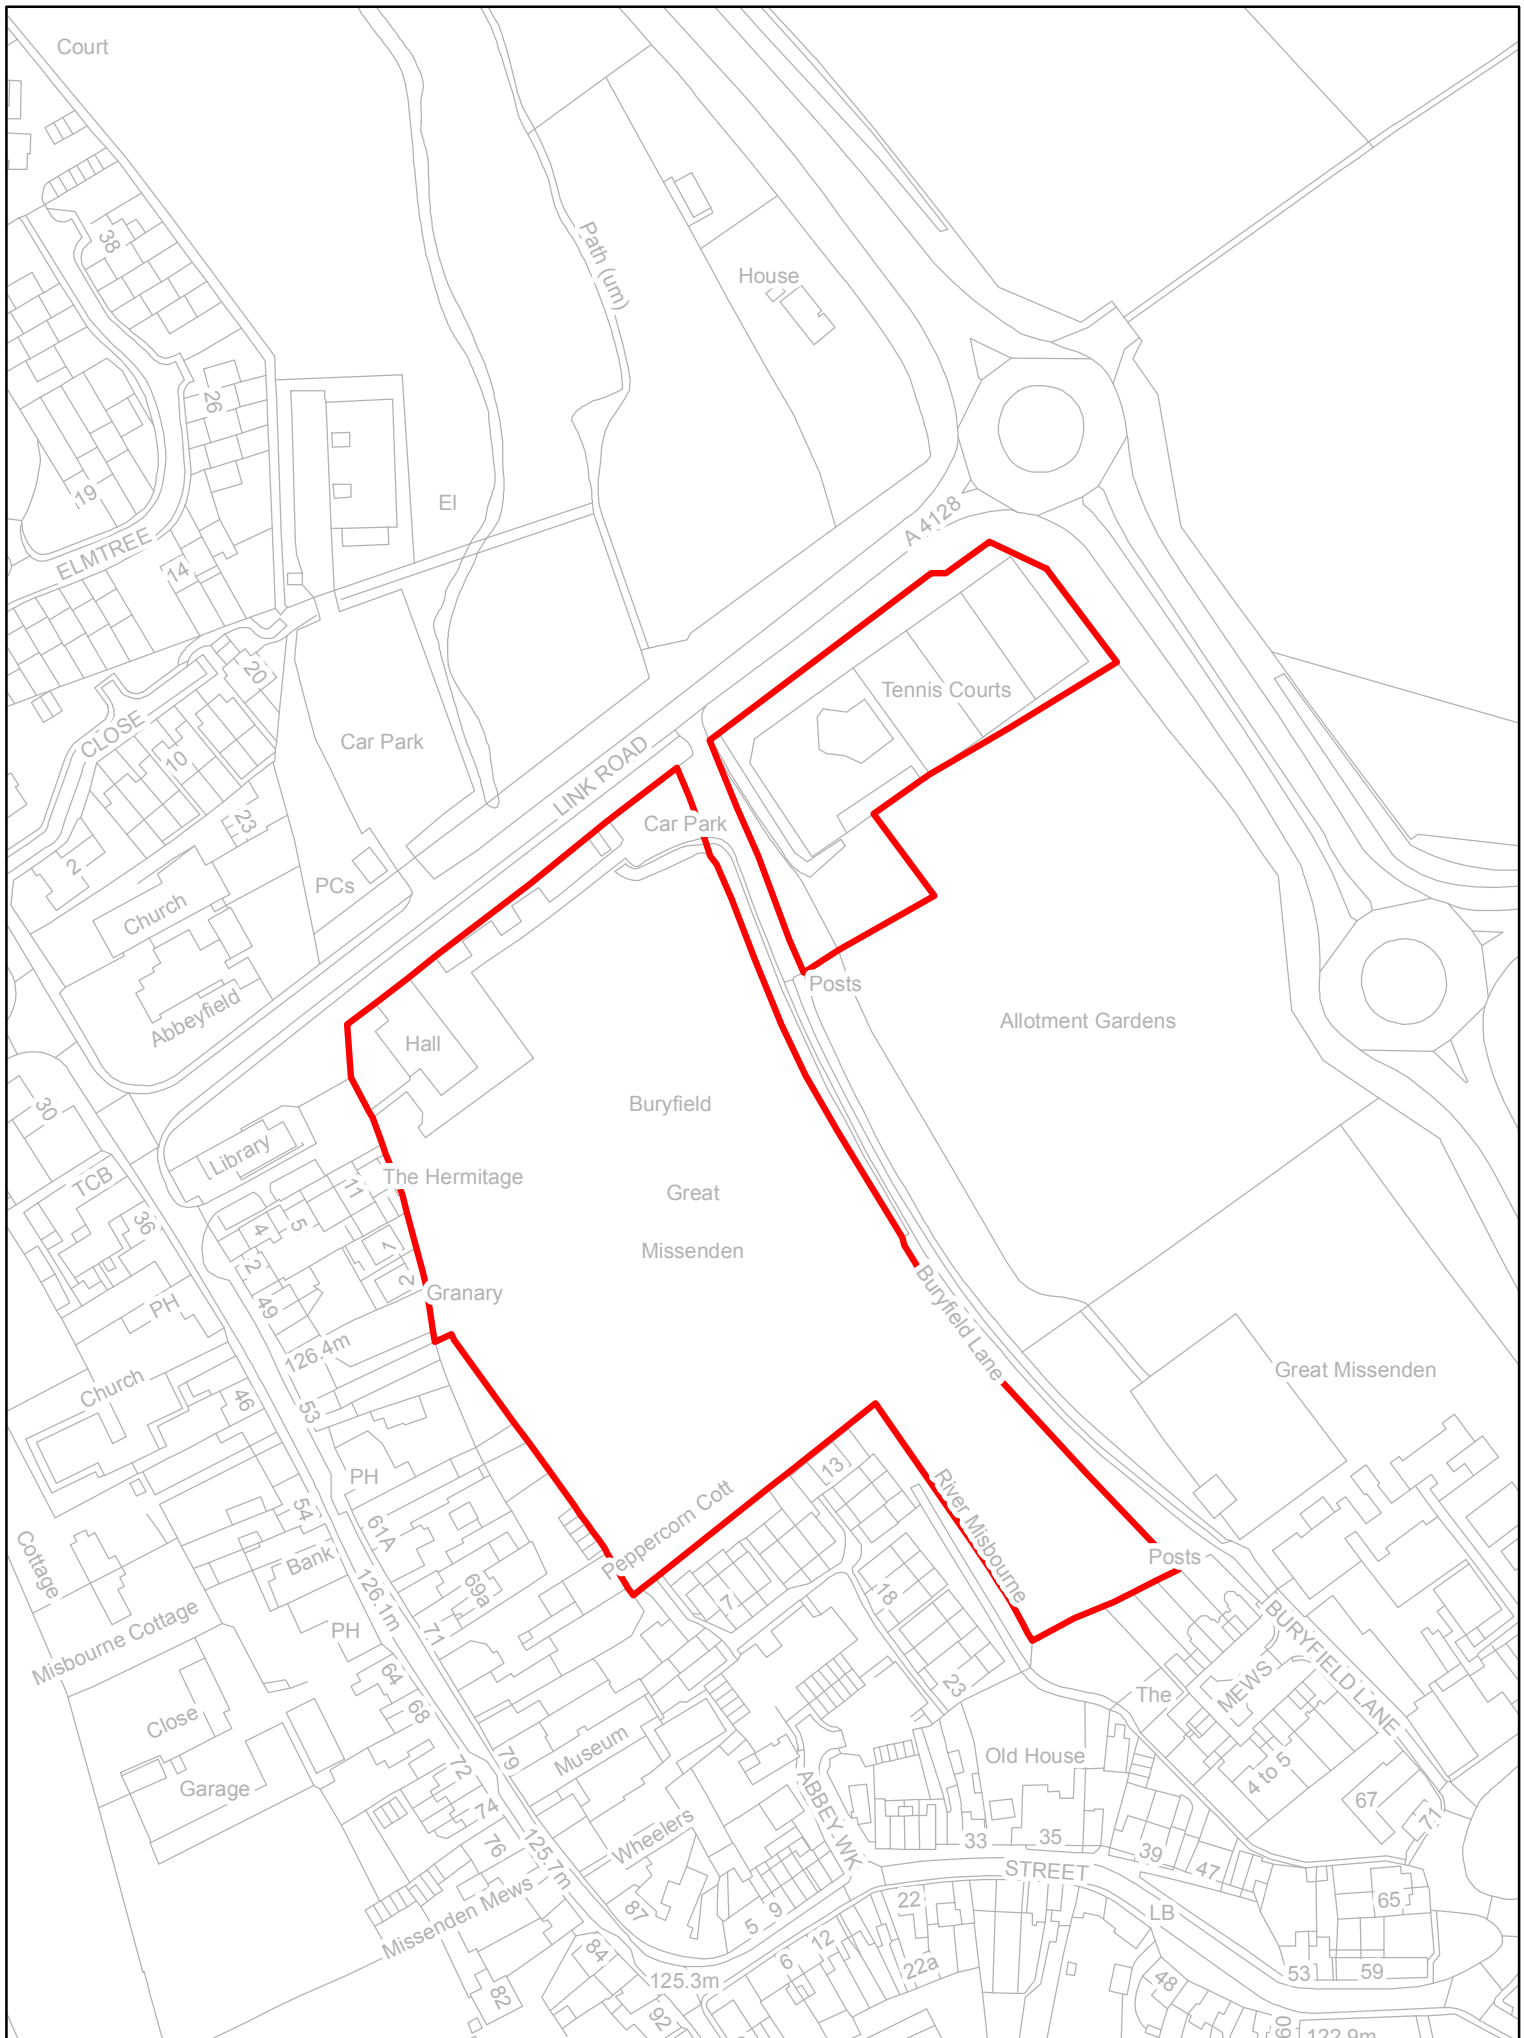 Court
38
Path (um)
House
26
19
El
A 4128
ELMTREE
14
20
Tennis Courts
CLOSE
Car Park
10
LINK ROAD
23
Car Park
2
PCs
Church
Posts
Abbeyfield
Allotment Gardens
Hall
30
Buryfield
Library
TCB
The Hermitage
11
Great
36
4
5
7
Missenden
2
2
PH
49
Granary
Buryfield Lane
126.4m
Great Missenden
Church
46
53
PH
13
54
61A
Peppercorn Cott
River Misbourne
Cottage
Bank
Posts
126.1m
69a
7
18
Misbourne Cottage
PH
71
BURYFIELD LANE
64
23
The
MEWS
Close
68
Museum
79
Old House
72
4 to 5
Garage
74
ABBEY WK
67
71
Wheelers
76
125.7m
33
35
39
47
STREET
Missenden Mews
87
5
9
22
LB
65
84
6
12
22a
125.3m
53
59
82
92
48
60
122.9m